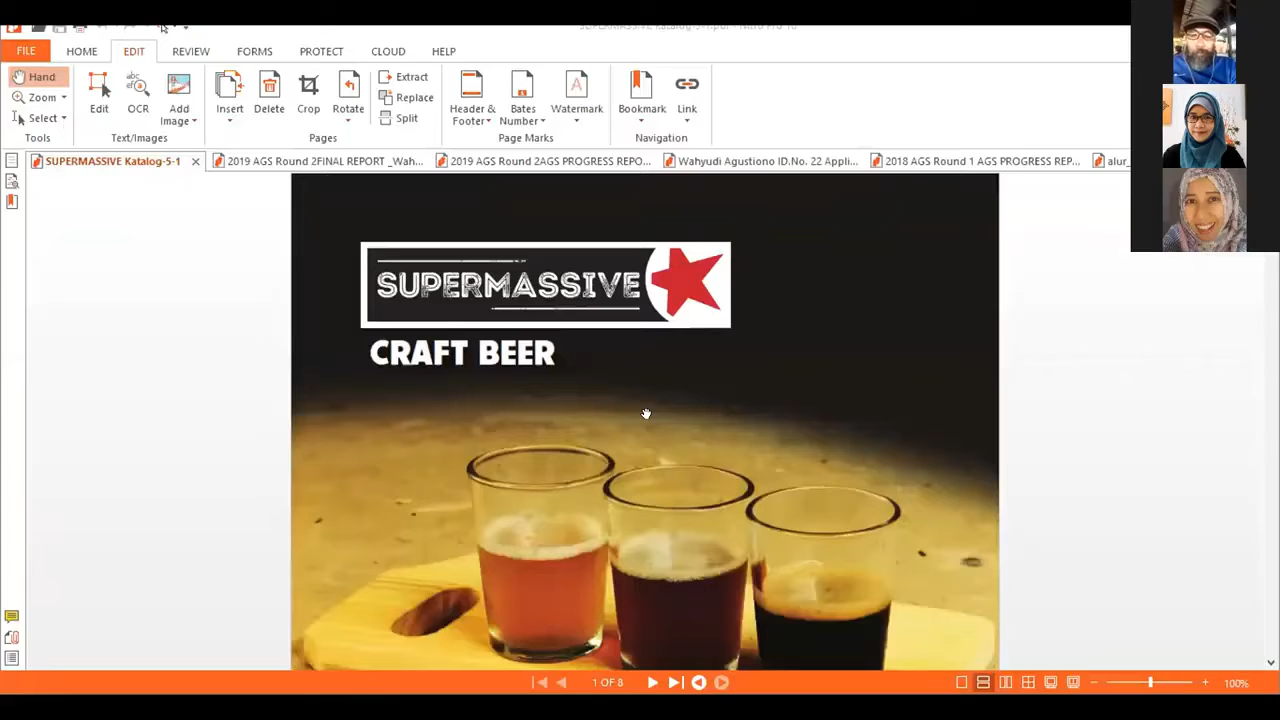 FILE
HOME
EDIT
REVIEW
FORMS
PROTECT
CLOUD
HELP
Hand
Zoom
Select
Tools
Edit
OCR
Add Image
Text/Images
Insert
Delete
Crop
Rotate
Extract
Replace
Split
Pages
Header & Footer
Bates Number
Watermark
Page Marks
Bookmark
Link
Navigation
SUPERMASSIVE Katalog-5-1
2019 AGS Round 2FINAL REPORT _Wah...
2019 AGS Round 2AGS PROGRESS REPO...
Wahyudi Agustiono ID.No. 22 Appli...
2018 AGS Round 1 AGS PROGRESS REP...
alur_
SUPERMASSIVE
CRAFT BEER
1 OF 8
100%